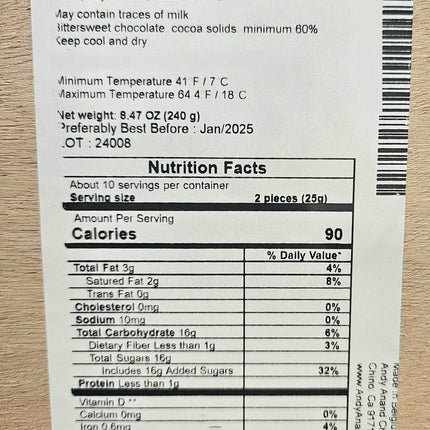 May contain traces of milk
Bittersweet chocolate cocoa solids minimum 60%
Keep cool and dry
Minimum Temperature 41 F / 7 C
Maximum Temperature 64.4 F / 18 C
Net weight: 8.47 OZ (240 g)
Preferably Best Before : Jan/2025
LOT : 24008
Nutrition Facts
About 10 servings per container
Serving size 2 pieces (25g)
Amount Per Serving
Calories 90
% Daily Value*
Total Fat 3g 4%
Satured Fat 2g 8%
Trans Fat 0g
Cholesterol 0mg 0%
Sodium 10mg 0%
Total Carbohydrate 16g 6%
Dietary Fiber Less than 1g 3%
Total Sugars 16g
Includes 16g Added Sugars 32%
Protein Less than 1g
Vitamin D **
Calcium 0mg 0%
Iron 0.6mg 4%
Made in Belgi
Andy Anand Ch
Chino, Ca 917
www.AndyAna